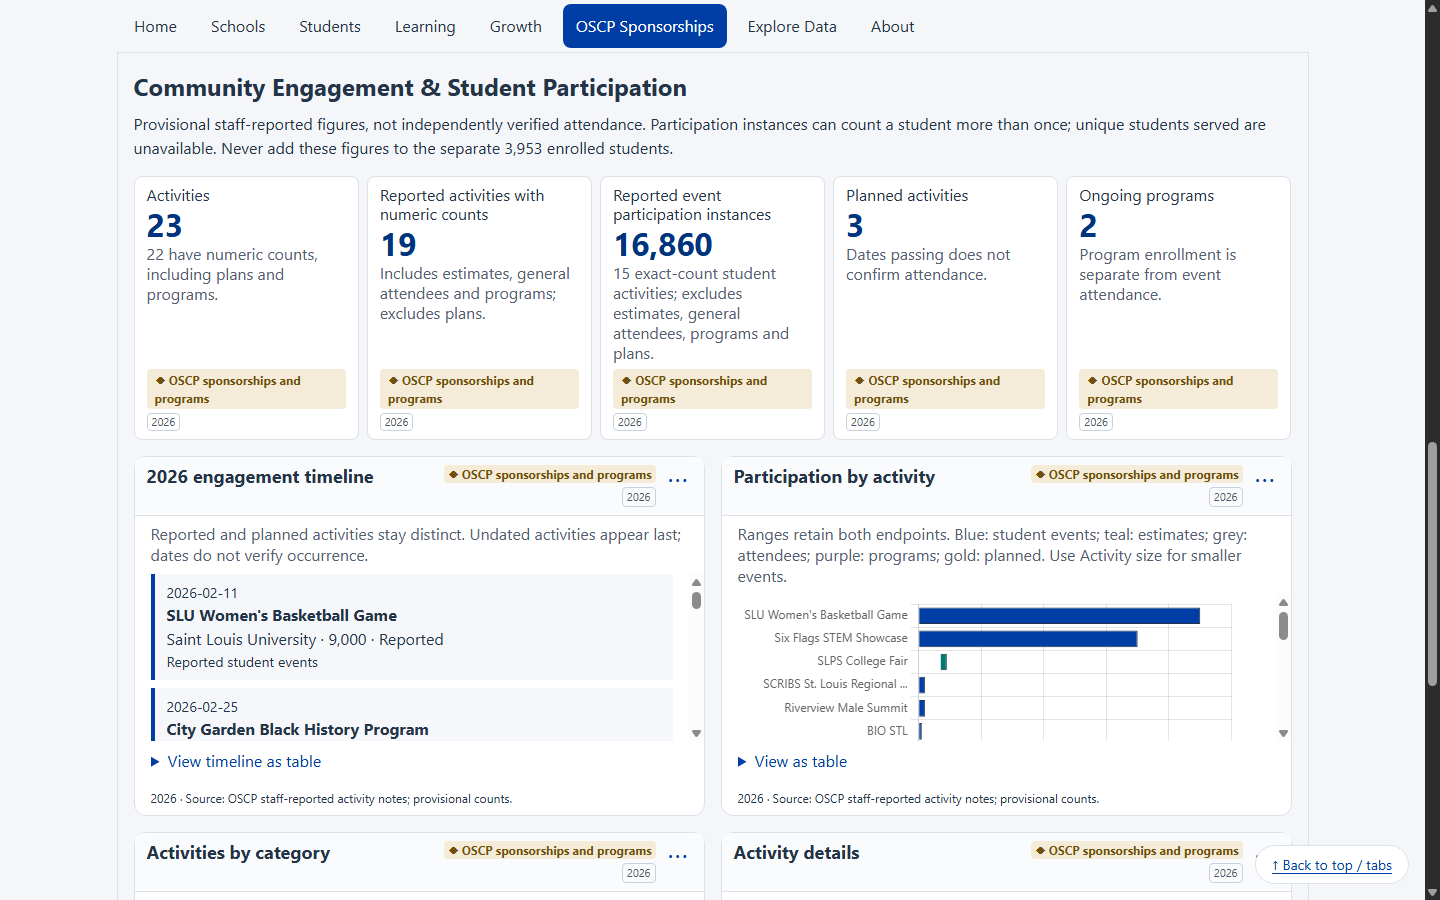 Home Schools Students Learning Growth OSCP Sponsorships Explore Data About
Community Engagement & Student Participation
Provisional staff-reported figures, not independently verified attendance. Participation instances can count a student more than once; unique students served are
unavailable. Never add these figures to the separate 3,953 enrolled students.
Activities
23
22 have numeric counts,
including plans and
programs.
◆ OSCP sponsorships and
programs
2026
Reported activities with
numeric counts
19
Includes estimates, general
attendees and programs;
excludes plans.
◆ OSCP sponsorships and
programs
2026
Reported event
participation instances
16,860
15 exact-count student
activities; excludes
estimates, general
attendees, programs and
plans.
◆ OSCP sponsorships and
programs
2026
Planned activities
3
Dates passing does not
confirm attendance.
◆ OSCP sponsorships and
programs
2026
Ongoing programs
2
Program enrollment is
separate from event
attendance.
◆ OSCP sponsorships and
programs
2026
2026 engagement timeline
◆ OSCP sponsorships and programs
2026
...
Reported and planned activities stay distinct. Undated activities appear last;
dates do not verify occurrence.
2026-02-11
SLU Women's Basketball Game
Saint Louis University · 9,000 · Reported
Reported student events
2026-02-25
City Garden Black History Program
▶ View timeline as table
2026 · Source: OSCP staff-reported activity notes; provisional counts.
Participation by activity
◆ OSCP sponsorships and programs
2026
...
Ranges retain both endpoints. Blue: student events; teal: estimates; grey:
attendees; purple: programs; gold: planned. Use Activity size for smaller
events.
SLU Women's Basketball Game
Six Flags STEM Showcase
SLPS College Fair
SCRIBS St. Louis Regional ...
Riverview Male Summit
BIO STL
▶ View as table
2026 · Source: OSCP staff-reported activity notes; provisional counts.
Activities by category
◆ OSCP sponsorships and programs
2026
...
Activity details
◆ OSCP sponsorships and programs
2026
↑ Back to top / tabs